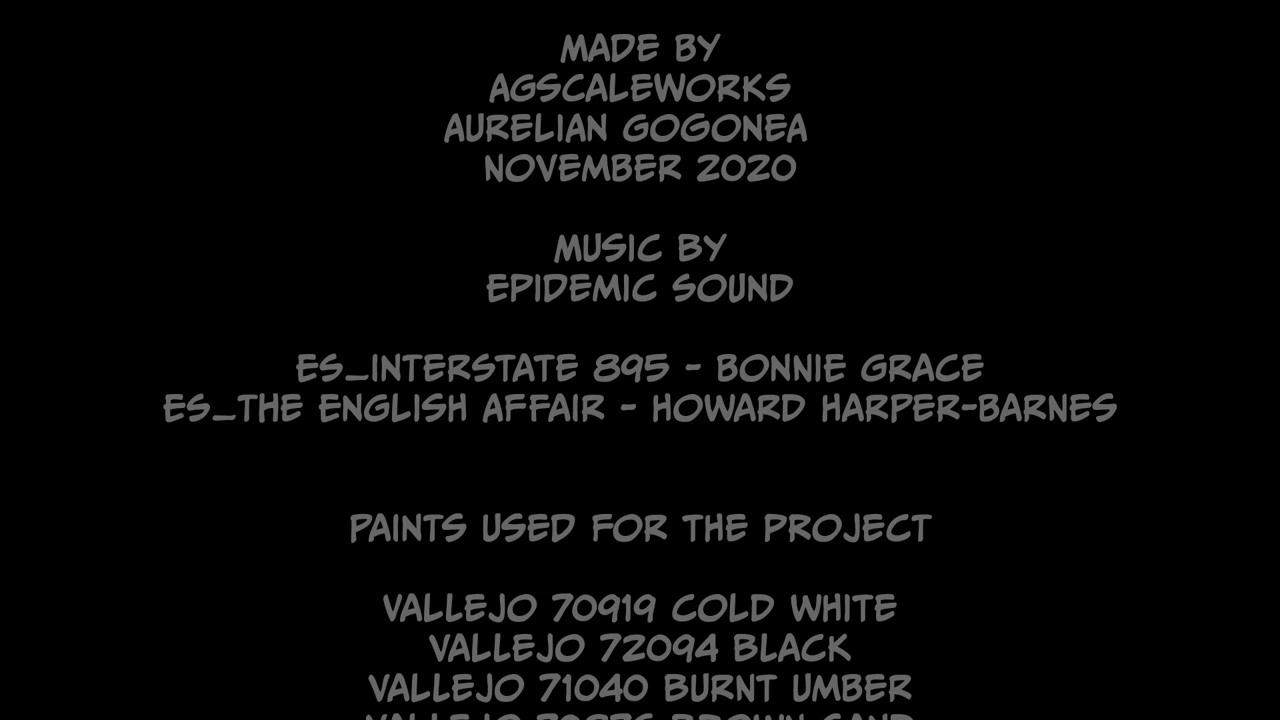 MADE BY
AGSCALEWORKS
AURELIAN GOGONEA
NOVEMBER 2020
MUSIC BY
EPIDEMIC SOUND
ES_INTERSTATE 895 - BONNIE GRACE
ES_THE ENGLISH AFFAIR - HOWARD HARPER-BARNES
PAINTS USED FOR THE PROJECT
VALLEJO 70919 COLD WHITE
VALLEJO 72094 BLACK
VALLEJO 71040 BURNT UMBER
VALLEJO